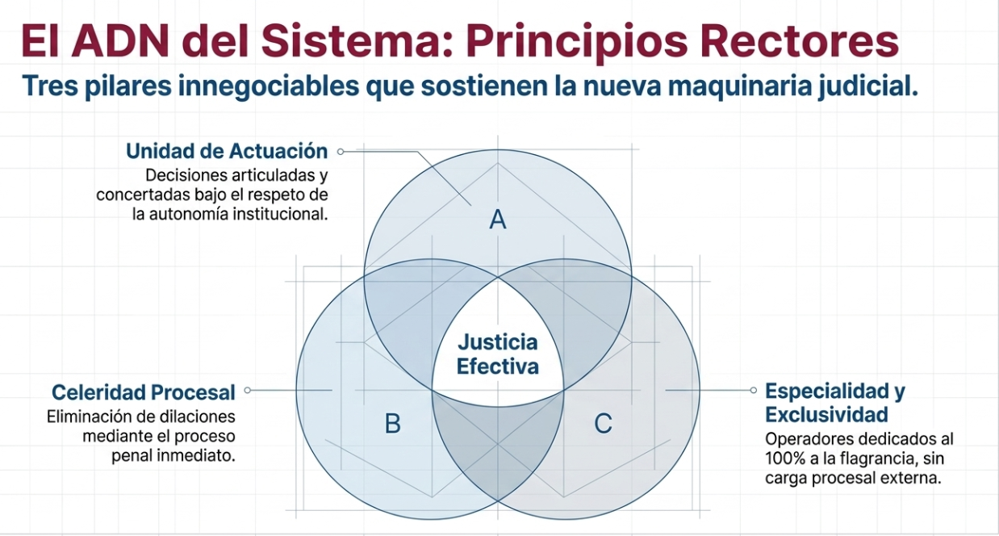 El ADN del Sistema: Principios Rectores
Tres pilares innegociables que sostienen la nueva maquinaria judicial.
Unidad de Actuación
Decisiones articuladas y
concertadas bajo el respeto de
la autonomía institucional.
A
Justicia
Efectiva
Celeridad Procesal
Eliminación de dilaciones
mediante el proceso
penal inmediato.
B
C
Especialidad y
Exclusividad
Operadores dedicados al
100% a la flagrancia, sin
carga procesal externa.